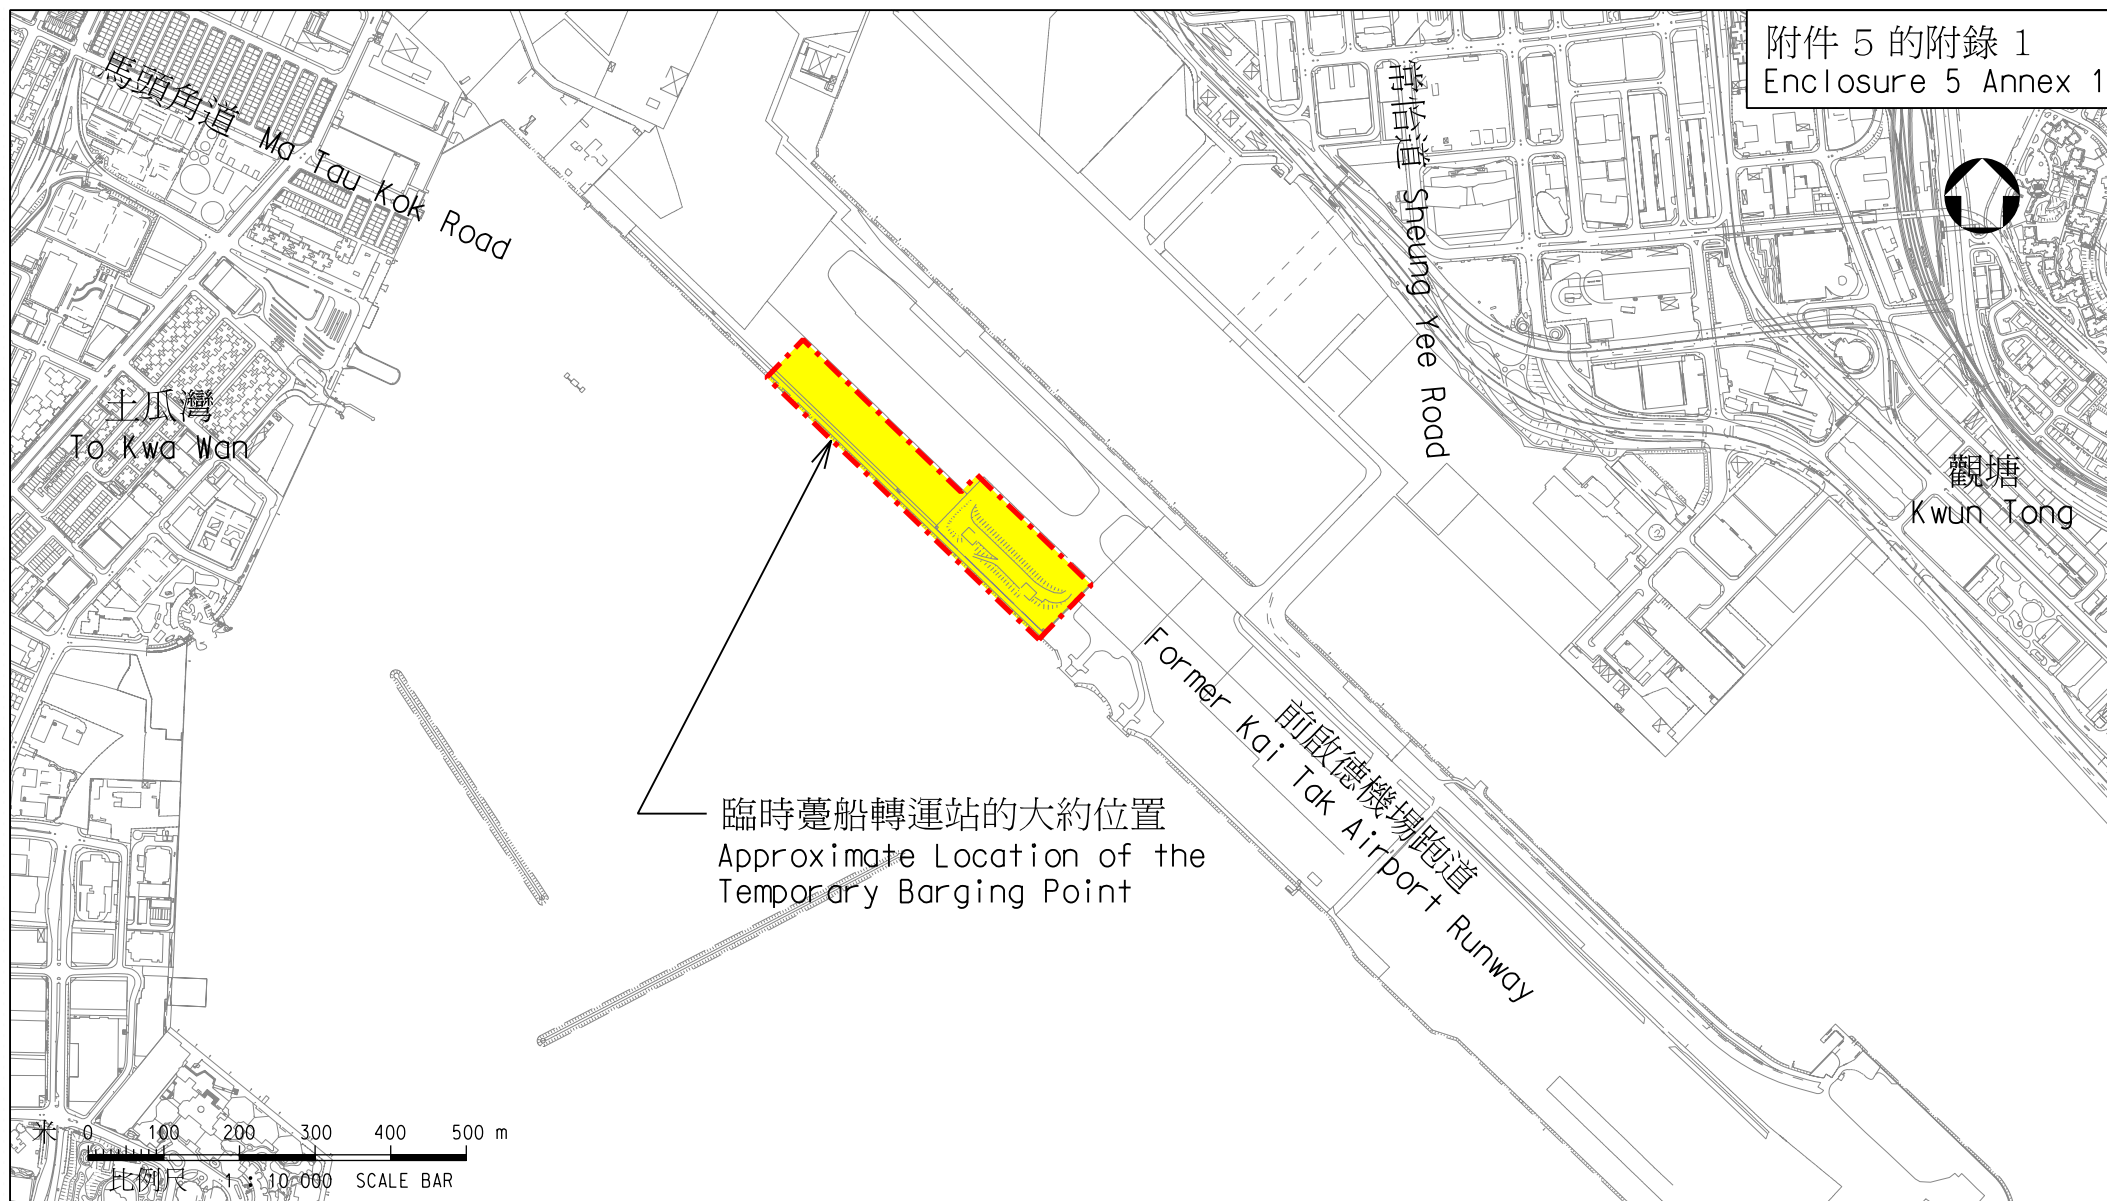 附件 5 的附錄 1
Enclosure 5 Annex 1
馬頭角道 Ma Tau Kok Road
常怡道 Sheung Yee Road
土瓜灣
To Kwa Wan
觀塘
Kwun Tong
前啟德機場跑道
Former Kai Tak Airport Runway
臨時躉船轉運站的大約位置
Approximate Location of the
Temporary Barging Point
米 0 100 200 300 400 500 m
比例尺 1 : 10 000 SCALE BAR